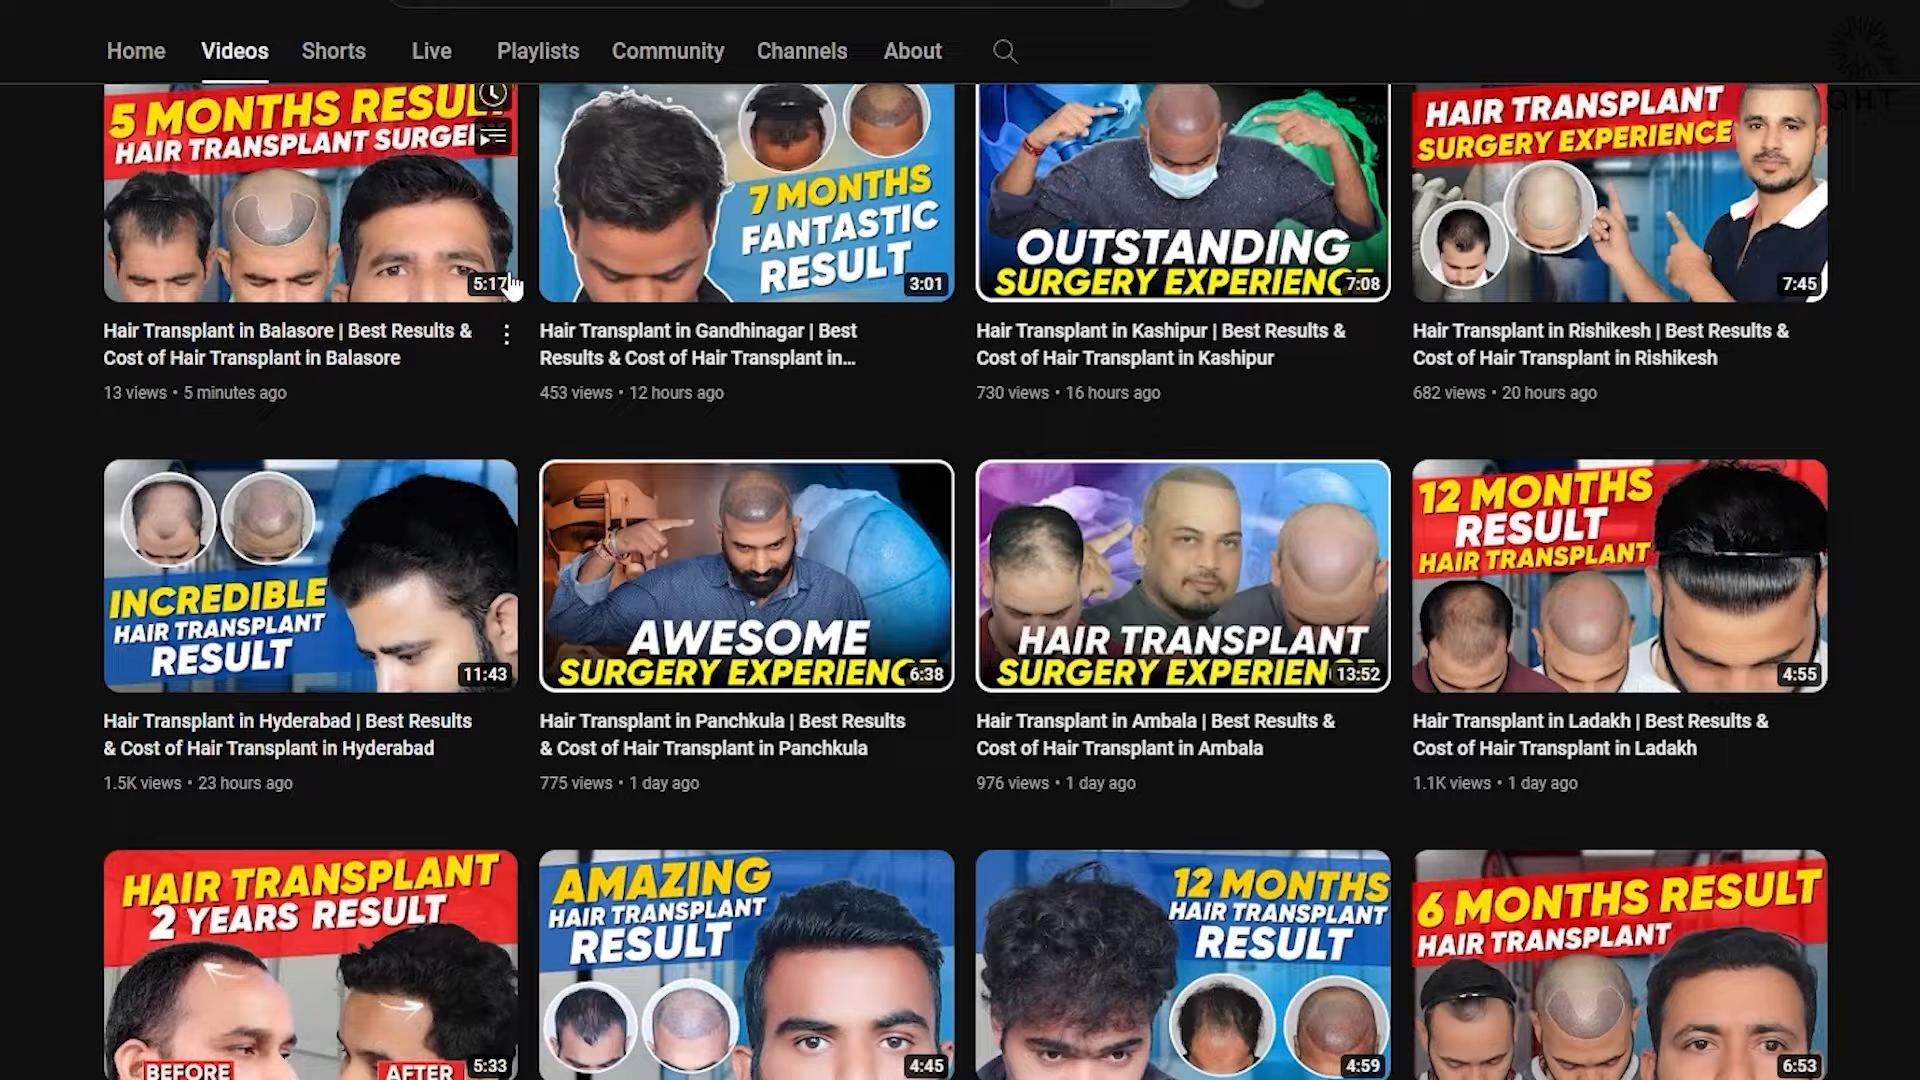 Home Videos Shorts Live Playlists Community Channels About
QHT
5 MONTHS RESUL
HAIR TRANSPLANT SURGE
5:17
7 MONTHS
FANTASTIC
RESULT
3:01
OUTSTANDING
SURGERY EXPERIENC
7:08
HAIR TRANSPLANT
SURGERY EXPERIENCE
7:45
Hair Transplant in Balasore | Best Results &
Cost of Hair Transplant in Balasore
13 views • 5 minutes ago
Hair Transplant in Gandhinagar | Best
Results & Cost of Hair Transplant in...
453 views • 12 hours ago
Hair Transplant in Kashipur | Best Results &
Cost of Hair Transplant in Kashipur
730 views • 16 hours ago
Hair Transplant in Rishikesh | Best Results &
Cost of Hair Transplant in Rishikesh
682 views • 20 hours ago
INCREDIBLE
HAIR TRANSPLANT
RESULT
11:43
AWESOME
SURGERY EXPERIENC
6:38
HAIR TRANSPLANT
SURGERY EXPERIEN
13:52
12 MONTHS
RESULT
HAIR TRANSPLANT
4:55
Hair Transplant in Hyderabad | Best Results
& Cost of Hair Transplant in Hyderabad
1.5K views • 23 hours ago
Hair Transplant in Panchkula | Best Results
& Cost of Hair Transplant in Panchkula
775 views • 1 day ago
Hair Transplant in Ambala | Best Results &
Cost of Hair Transplant in Ambala
976 views • 1 day ago
Hair Transplant in Ladakh | Best Results &
Cost of Hair Transplant in Ladakh
1.1K views • 1 day ago
HAIR TRANSPLANT
2 YEARS RESULT
BEFORE
AFTER
5:33
AMAZING
HAIR TRANSPLANT
RESULT
4:45
12 MONTHS
HAIR TRANSPLANT
RESULT
4:59
6 MONTHS RESULT
HAIR TRANSPLANT
6:53